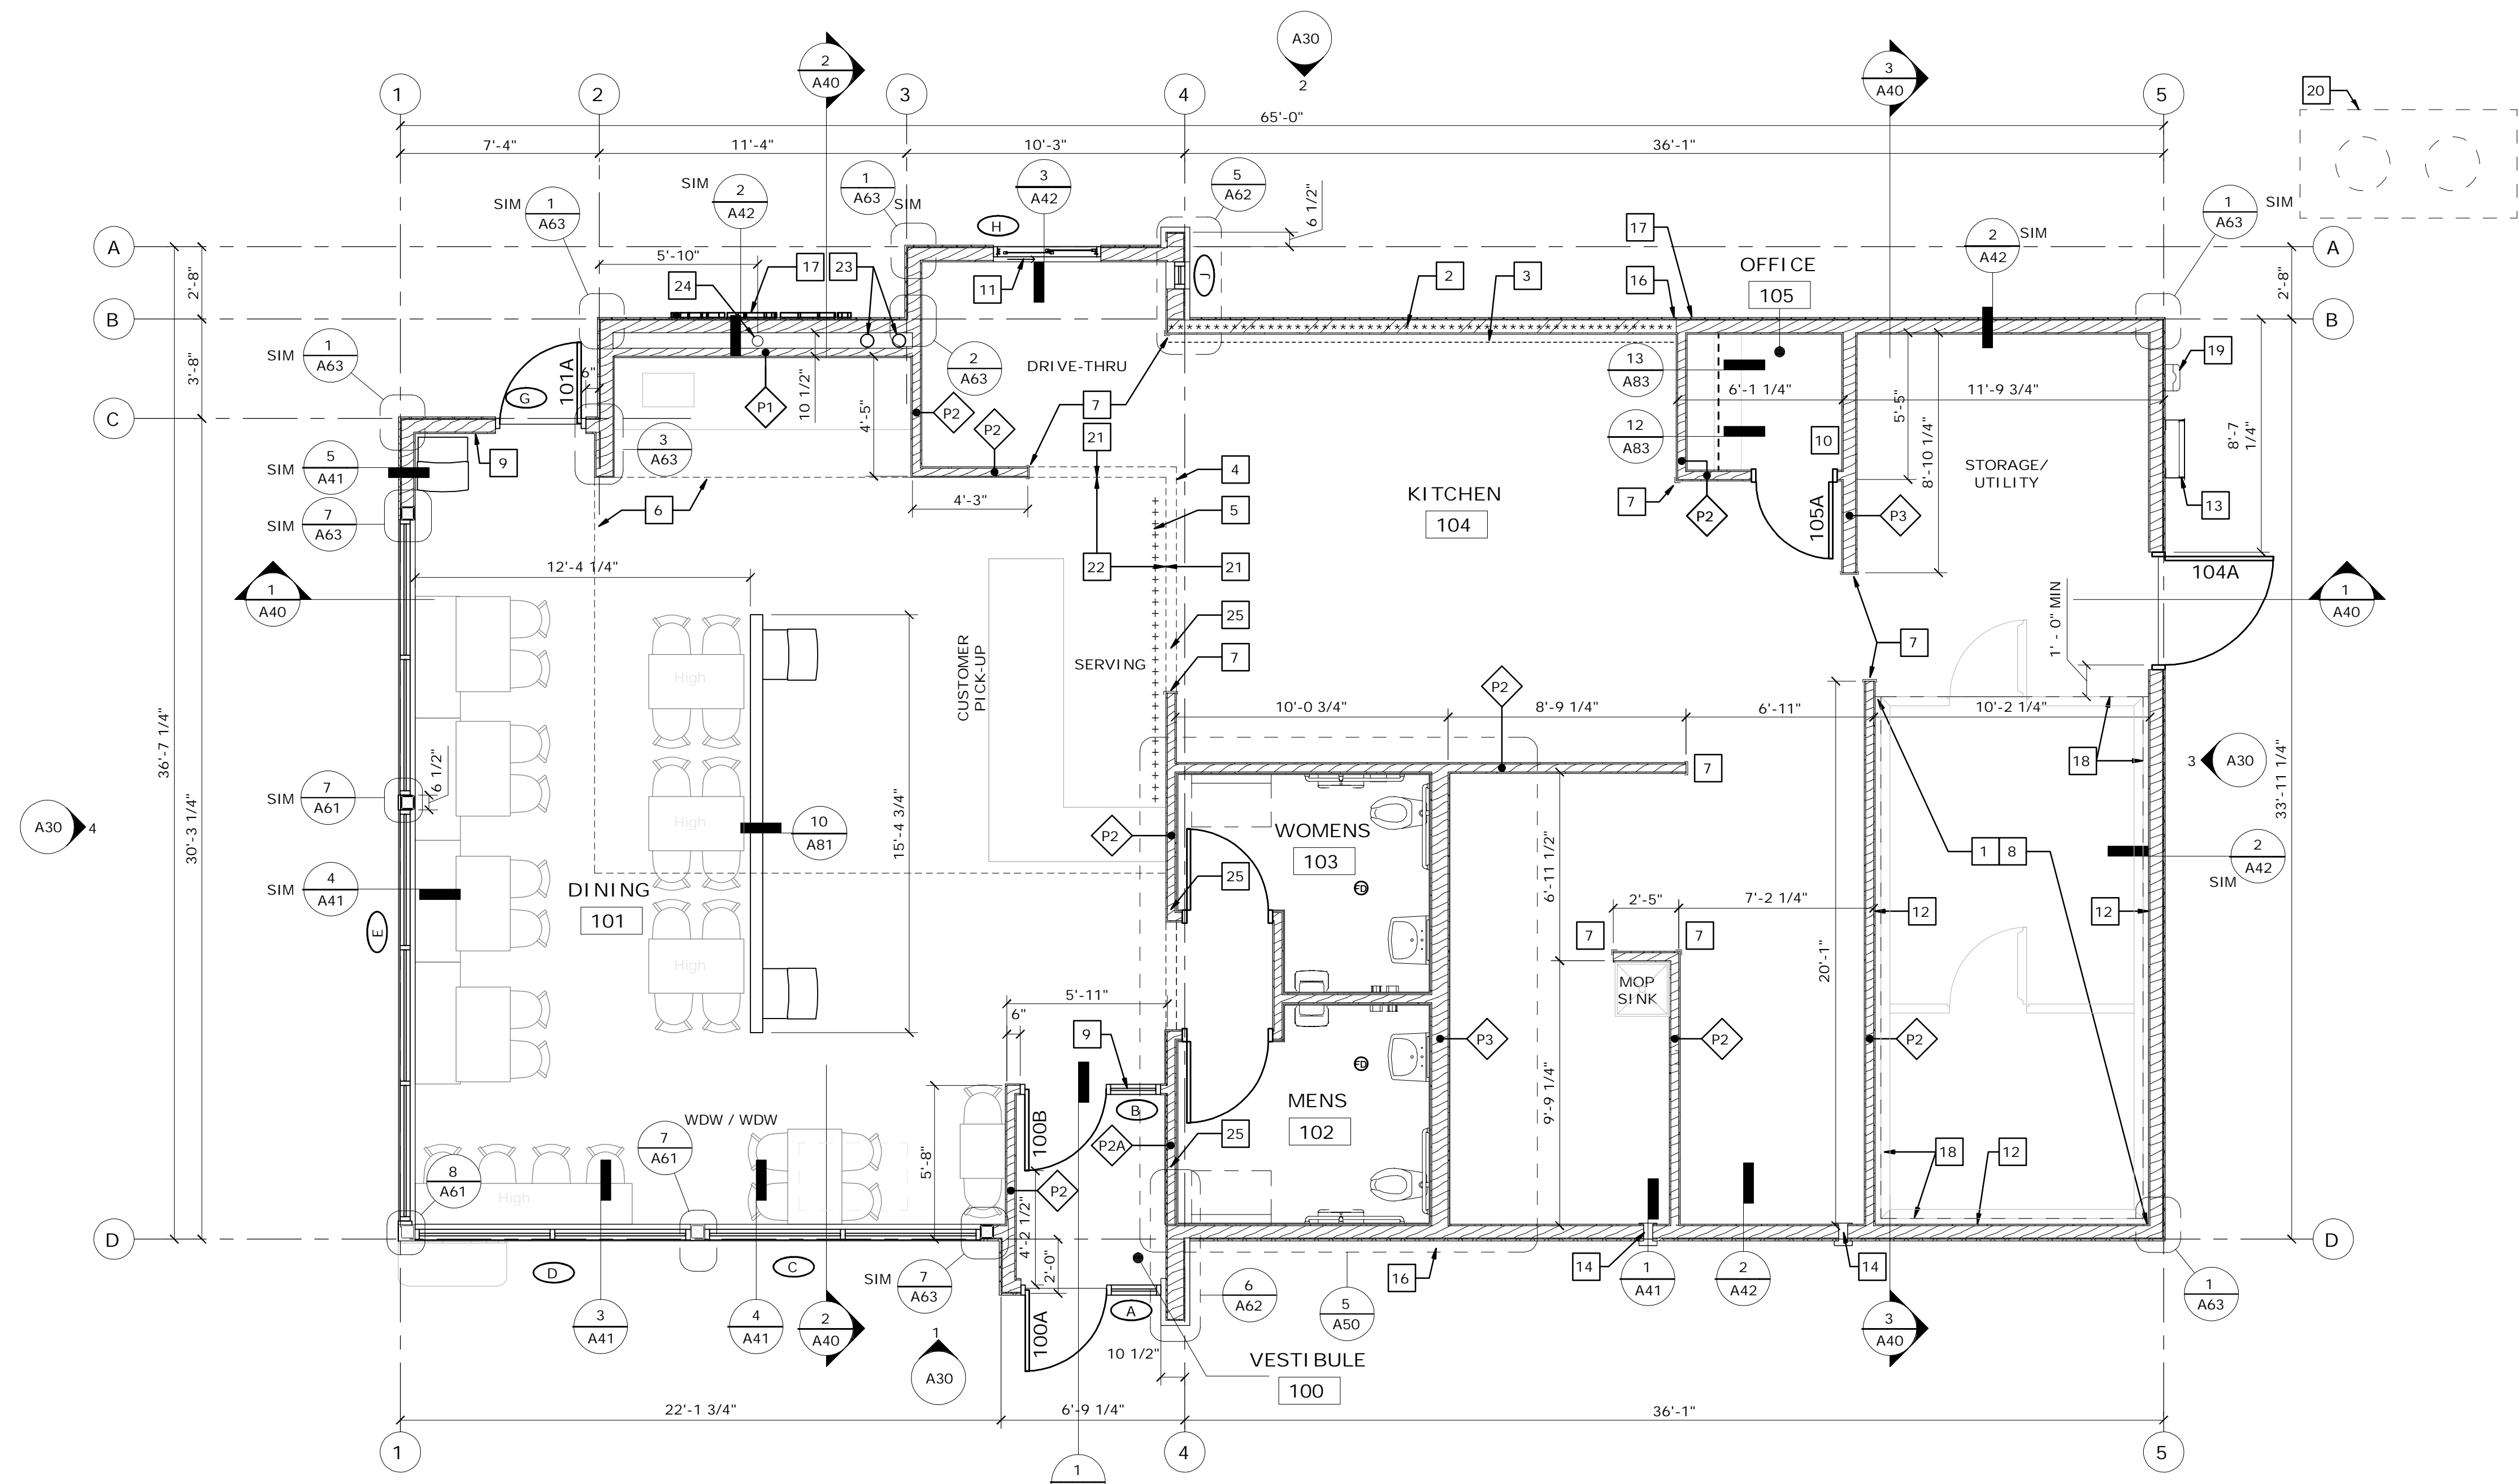 A30
2
2
A40
3
A40
20
1
2
3
4
5
65'-0"
7'-4"
11'-4"
10'-3"
36'-1"
SIM
1
A63
SIM
2
A42
1
A63
SIM
3
A42
5
A62
6 1/2"
1
A63
SIM
H
17
2
A42
SIM
A
A
2'-8"
5'-10"
24
17
23
11
J
2
3
16
OFFICE
105
2'-8"
B
B
SIM
1
A63
3'-8"
G
101A
6"
P1
10 1/2"
4'-5"
2
A63
DRIVE-THRU
13
A83
6'-1 1/4"
5'-5"
11'-9 3/4"
19
C
P2
P2
7
21
12
A83
10
8'-10 1/4"
8'-7
1/4"
SIM
5
A41
9
3
A63
4
STORAGE/
UTILITY
SIM
7
A63
6
4'-3"
5
KITCHEN
104
7
P2
105A
P3
13
12'-4 1/4"
22
21
104A
1
A40
1
A40
25
1' - 0" MIN
CUSTOMER
PICK-UP
SERVING
7
7
High
P2
36'-7 1/4"
30'-3 1/4"
10'-0 3/4"
8'-9 1/4"
6'-11"
10'-2 1/4"
18
3
A30
33'-11 1/4"
7
SIM
7
A61
6 1/2"
A30
4
High
10
A81
15'-4 3/4"
P2
WOMENS
103
6'-11 1/2"
1
8
2
A42
SIM
SIM
4
A41
DINING
101
25
FD
2'-5"
7'-2 1/4"
12
12
E
High
7
7
20'-1"
MOP
SINK
5'-11"
6"
9
P3
P2
P2
FD
9'-9 1/4"
WDW / WDW
B
100B
MENS
102
7
A61
5'-8"
P2A
25
18
12
8
A61
High
P2
4'-2 1/2"
D
D
2'-0"
D
C
SIM
7
A63
100A
A
6
A62
5
A50
16
14
1
A41
2
A42
14
1
A63
3
A41
4
A41
2
A40
1
A30
3
A40
10 1/2"
VESTIBULE
100
22'-1 3/4"
6'-9 1/4"
36'-1"
1
4
5
1